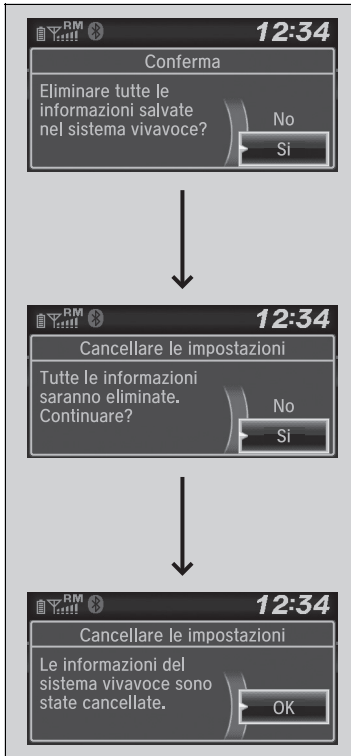 RM 12:34
Conferma
Eliminare tutte le
informazioni salvate
nel sistema vivavoce?
No
Si
RM 12:34
Cancellare le impostazioni
Tutte le informazioni
saranno eliminate.
Continuare?
No
Si
RM 12:34
Cancellare le impostazioni
Le informazioni del
sistema vivavoce sono
state cancellate.
OK